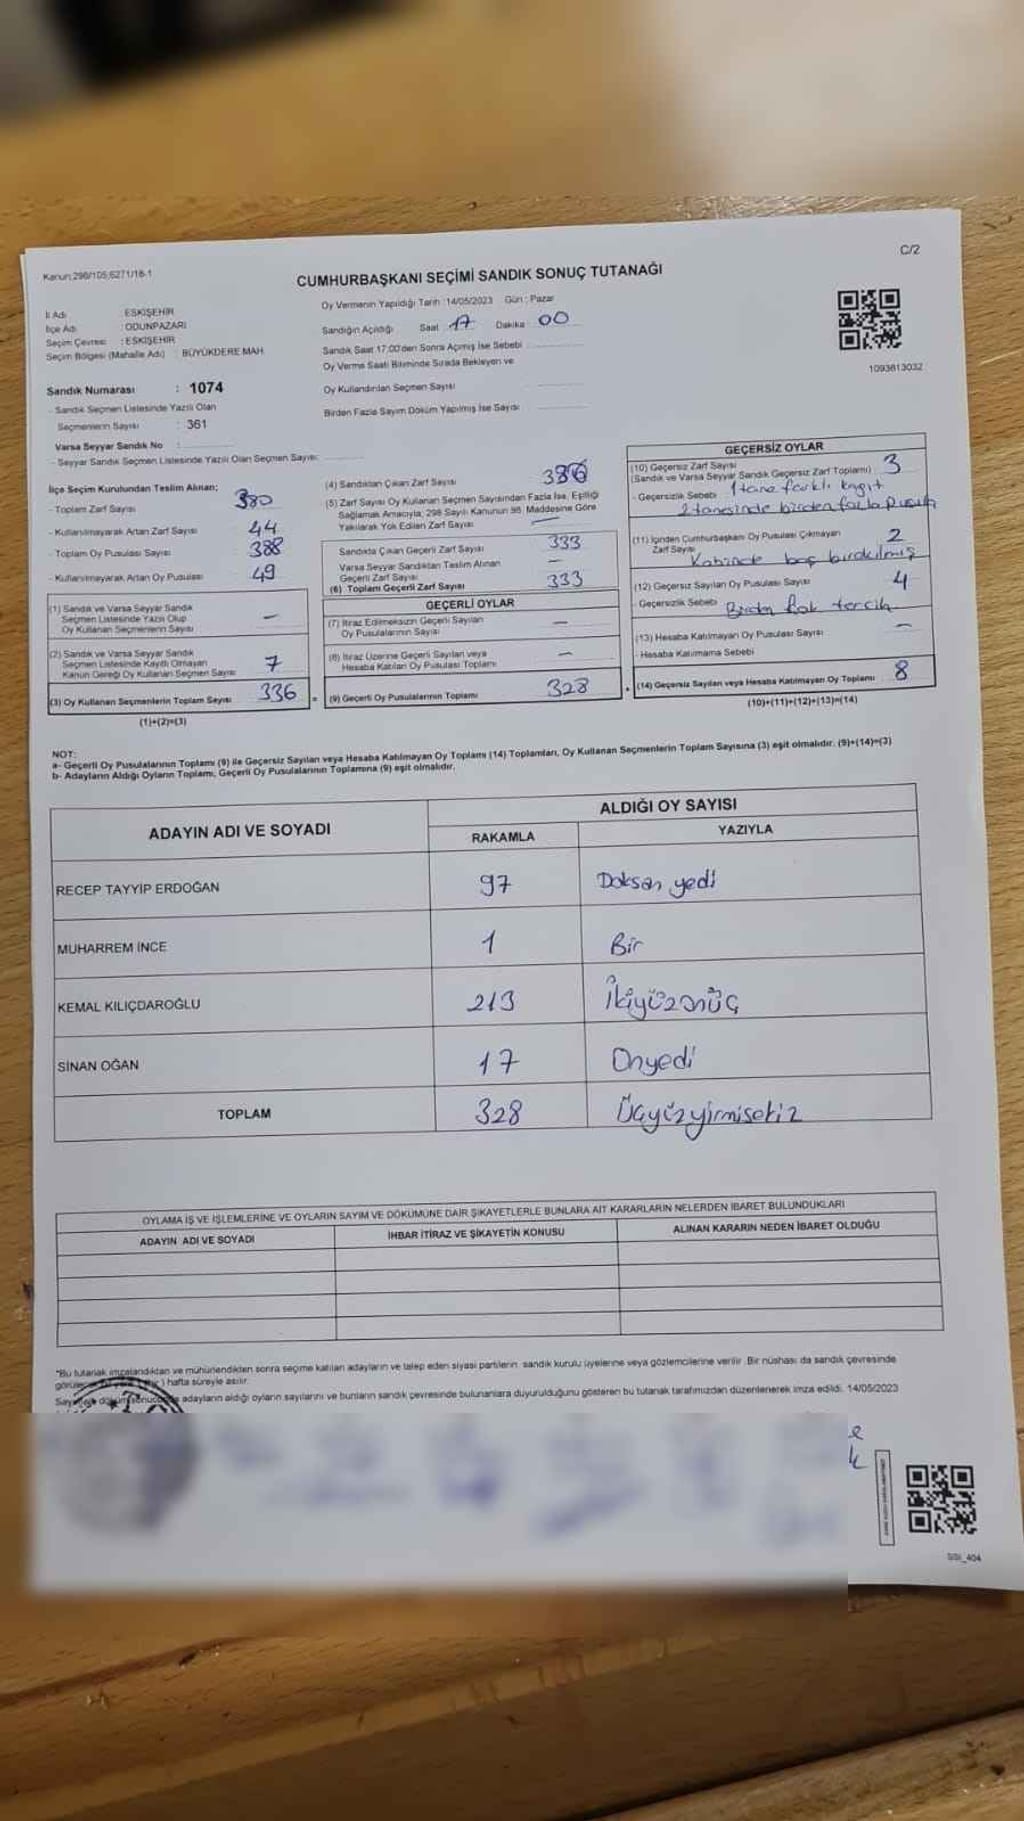 Kanun:298/105;6271/18-1
C/2
CUMHURBAŞKANI SEÇİMİ SANDIK SONUÇ TUTANAĞI
İl Adı : ESKİŞEHİR
İlçe Adı : ODUNPAZARI
Seçim Çevresi : ESKİŞEHİR
Seçim Bölgesi (Mahalle Adı) : BÜYÜKDERE MAH.
Sandık Numarası : 1074
- Sandık Seçmen Listesinde Yazılı Olan
Seçmenlerin Sayısı : 361
Varsa Seyyar Sandık No :
- Seyyar Sandık Seçmen Listesinde Yazılı Olan Seçmen Sayısı:
Oy Vermenin Yapıldığı Tarih :14/05/2023 Gün : Pazar
Sandığın Açıldığı Saat 17 Dakika : 00
Sandık Saat 17:00'den Sonra Açmış İse Sebebi
Oy Verme Saati Bitiminde Sırada Bekleyen ve
Oy Kullandırılan Seçmen Sayısı
Birden Fazla Sayım Döküm Yapılmış İse Sayısı
1093613032
İlçe Seçim Kurulundan Teslim Alınan;
- Toplam Zarf Sayısı 380
- Kullanılmayarak Artan Zarf Sayısı 44
- Toplam Oy Pusulası Sayısı 388
- Kullanılmayarak Artan Oy Pusulası 49
(1) Sandık ve Varsa Seyyar Sandık
Seçmen Listesinde Yazılı Olup
Oy Kullanan Seçmenlerin Sayısı —
(2) Sandık ve Varsa Seyyar Sandık
Seçmen Listesinde Kayıtlı Olmayan
Kanun Gereği Oy Kullanan Seçmen Sayısı 7
(3) Oy Kullanan Seçmenlerin Toplam Sayısı 336
(1)+(2)=(3)
=
(4) Sandıktan Çıkan Zarf Sayısı 336
(5) Zarf Sayısı Oy Kullanan Seçmen Sayısından Fazla İse, Eşitliği
Sağlamak Amacıyla, 298 Sayılı Kanunun 98. Maddesine Göre
Yakılarak Yok Edilen Zarf Sayısı —
Sandıkta Çıkan Geçerli Zarf Sayısı 333
Varsa Seyyar Sandıktan Teslim Alınan
Geçerli Zarf Sayısı —
(6) Toplam Geçerli Zarf Sayısı 333
GEÇERLİ OYLAR
(7) İtiraz Edilmeksizin Geçerli Sayılan
Oy Pusulalarının Sayısı —
(8) İtiraz Üzerine Geçerli Sayılan veya
Hesaba Katılan Oy Pusulası Toplamı —
(9) Geçerli Oy Pusulalarının Toplamı 328
+
GEÇERSİZ OYLAR
(10) Geçersiz Zarf Sayısı
(Sandık ve Varsa Seyyar Sandık Geçersiz Zarf Toplamı) 3
- Geçersizlik Sebebi 1 tane farklı kağıt
2 tanesinde birden fazla pusula
(11) İçinden Cumhurbaşkanı Oy Pusulası Çıkmayan
Zarf Sayısı 2
Kabinde boş bırakılmış
(12) Geçersiz Sayılan Oy Pusulası Sayısı 4
- Geçersizlik Sebebi tercih
(13) Hesaba Katılmayan Oy Pusulası Sayısı —
- Hesaba Katılmama Sebebi
(14) Geçersiz Sayılan veya Hesaba Katılmayan Oy Toplamı 8
(10)+(11)+(12)+(13)=(14)
NOT:
a- Geçerli Oy Pusulalarının Toplamı (9) ile Geçersiz Sayılan veya Hesaba Katılmayan Oy Toplamı (14) Toplamları, Oy Kullanan Seçmenlerin Toplam Sayısına (3) eşit olmalıdır. (9)+(14)=(3)
b- Adayların Aldığı Oyların Toplamı, Geçerli Oy Pusulalarının Toplamına (9) eşit olmalıdır.
ADAYIN ADI VE SOYADI
ALDIĞI OY SAYISI
RAKAMLA YAZIYLA
RECEP TAYYİP ERDOĞAN 97 Doksan yedi
MUHARREM İNCE 1 Bir
KEMAL KILIÇDAROĞLU 213 İkiyüzonüç
SİNAN OĞAN 17 Onyedi
TOPLAM 328 Üçyüzyirmisekiz
OYLAMA İŞ VE İŞLEMLERİNE VE OYLARIN SAYIM VE DÖKÜMÜNE DAİR ŞİKAYETLERLE BUNLARA AİT KARARLARIN NELERDEN İBARET BULUNDUKLARI
ADAYIN ADI VE SOYADI İHBAR İTİRAZ VE ŞİKAYETİN KONUSU ALINAN KARARIN NEDEN İBARET OLDUĞU
*Bu tutanak imzalandıktan ve mühürlendikten sonra seçime katılan adayların ve talep eden siyasi partilerin sandık kurulu üyelerine veya gözlemcilerine verilir. Bir nüshası da sandık çevresinde
hafta süreyle asılır.
adayların aldığı oyların sayılarını ve bunların sandık çevresinde bulunanlara duyurulduğunu gösteren bu tutanak tarafımızdan düzenlenerek imza edildi. 14/05/2023
SSI_404